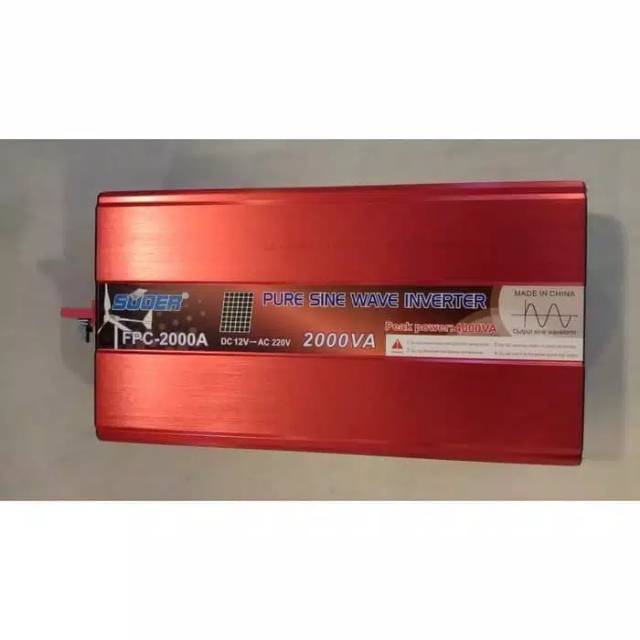 SUOER
FPC-2000A
PURE SINE WAVE INVERTER
DC 12V — AC 220V
2000VA
Peak power:4000VA
MADE IN CHINA
Output sine waveform